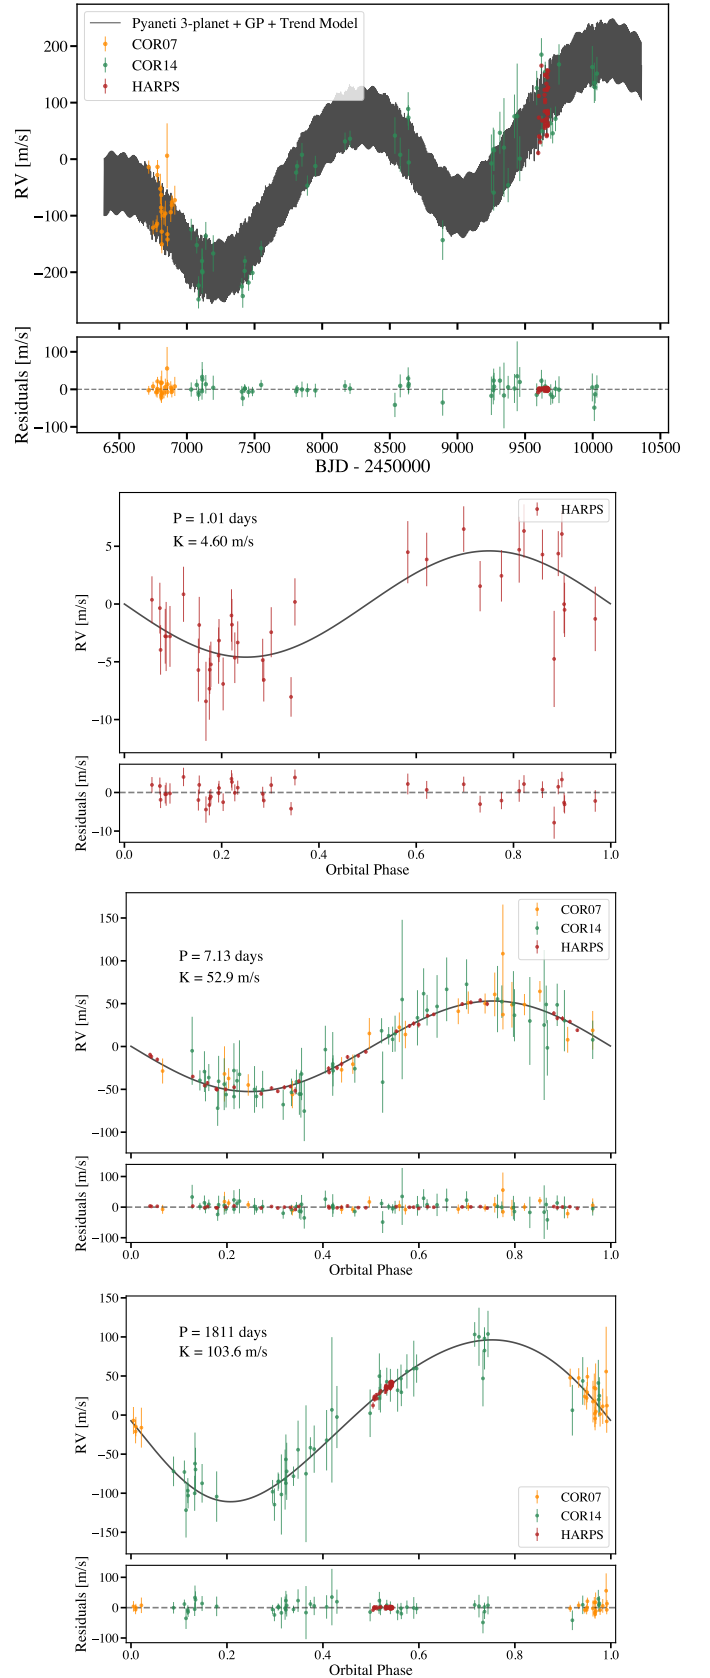 Pyaneti 3-planet + GP + Trend Model
COR07
COR14
HARPS
RV [m/s]
200
100
0
−100
−200
Residuals [m/s]
100
0
−100
6500 7000 7500 8000 8500 9000 9500 10000 10500
BJD - 2450000
P = 1.01 days
K = 4.60 m/s
HARPS
RV [m/s]
5
0
−5
−10
Residuals [m/s]
0
−10
0.0 0.2 0.4 0.6 0.8 1.0
Orbital Phase
P = 7.13 days
K = 52.9 m/s
COR07
COR14
HARPS
RV [m/s]
150
100
50
0
−50
−100
Residuals [m/s]
100
0
−100
0.0 0.2 0.4 0.6 0.8 1.0
Orbital Phase
P = 1811 days
K = 103.6 m/s
RV [m/s]
150
100
50
0
−50
−100
−150
COR07
COR14
HARPS
Residuals [m/s]
100
0
−100
0.0 0.2 0.4 0.6 0.8 1.0
Orbital Phase